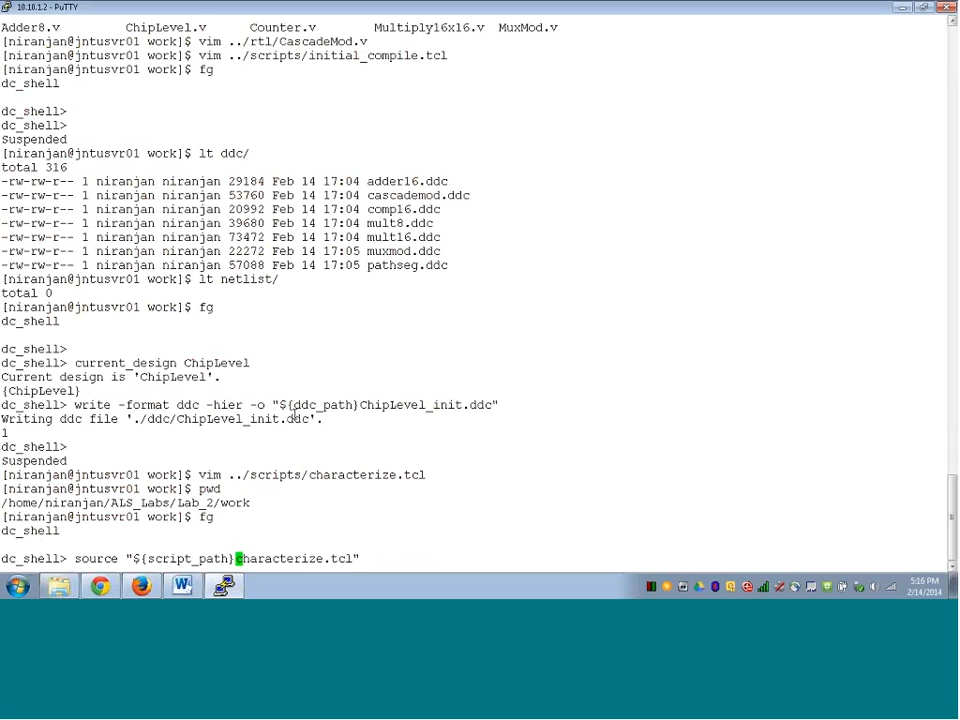 10.10.1.2 - PuTTY
Adder8.v ChipLevel.v Counter.v Multiply16x16.v MuxMod.v
[niranjan@jntusvr01 work]$ vim ../rtl/CascadeMod.v
[niranjan@jntusvr01 work]$ vim ../scripts/initial_compile.tcl
[niranjan@jntusvr01 work]$ fg
dc_shell
dc_shell>
dc_shell>
Suspended
[niranjan@jntusvr01 work]$ lt ddc/
total 316
-rw-rw-r-- 1 niranjan niranjan 29184 Feb 14 17:04 adder16.ddc
-rw-rw-r-- 1 niranjan niranjan 53760 Feb 14 17:04 cascademod.ddc
-rw-rw-r-- 1 niranjan niranjan 20992 Feb 14 17:04 comp16.ddc
-rw-rw-r-- 1 niranjan niranjan 39680 Feb 14 17:04 mult8.ddc
-rw-rw-r-- 1 niranjan niranjan 73472 Feb 14 17:04 mult16.ddc
-rw-rw-r-- 1 niranjan niranjan 22272 Feb 14 17:05 muxmod.ddc
-rw-rw-r-- 1 niranjan niranjan 57088 Feb 14 17:05 pathseg.ddc
[niranjan@jntusvr01 work]$ lt netlist/
total 0
[niranjan@jntusvr01 work]$ fg
dc_shell
dc_shell>
dc_shell> current_design ChipLevel
Current design is 'ChipLevel'.
{ChipLevel}
dc_shell> write -format ddc -hier -o "${ddc_path}ChipLevel_init.ddc"
Writing ddc file './ddc/ChipLevel_init.ddc'.
1
dc_shell>
Suspended
[niranjan@jntusvr01 work]$ vim ../scripts/characterize.tcl
[niranjan@jntusvr01 work]$ pwd
/home/niranjan/ALS_Labs/Lab_2/work
[niranjan@jntusvr01 work]$ fg
dc_shell
dc_shell> source "${script_path}characterize.tcl"
5:16 PM
2/14/2014